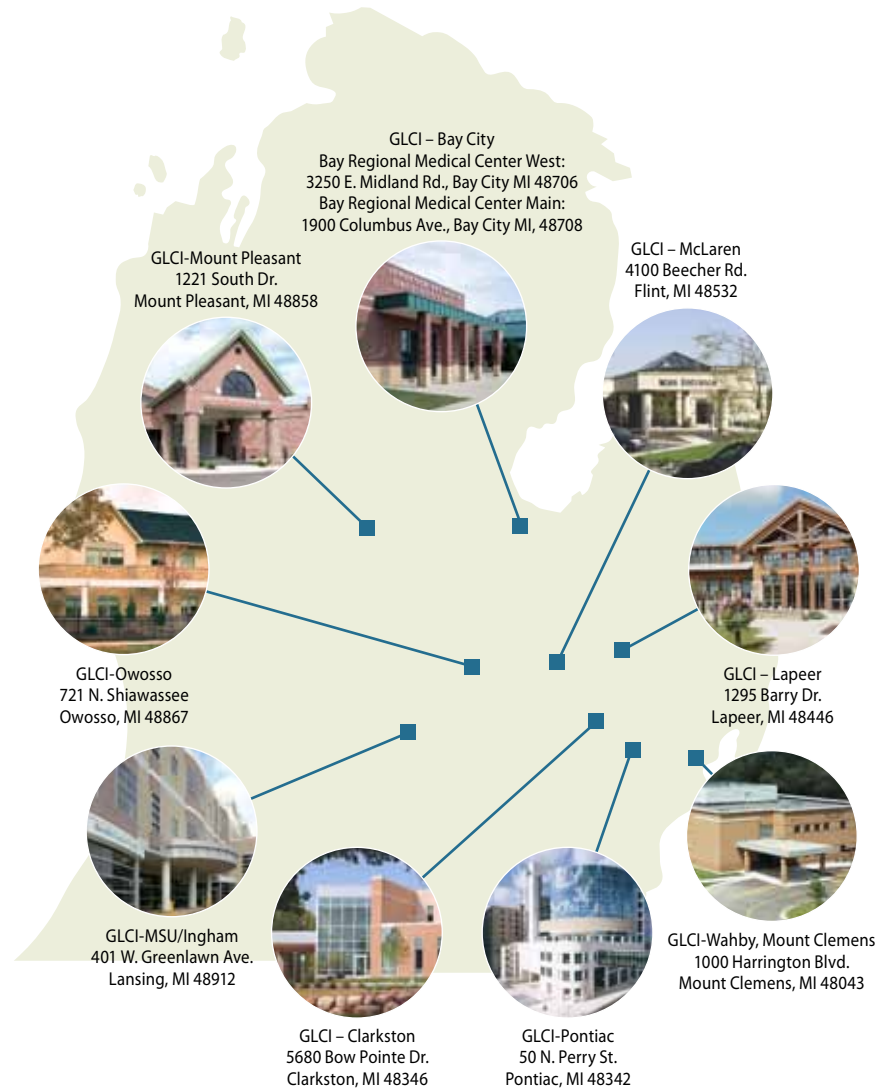 GLCI – Bay City
Bay Regional Medical Center West:
3250 E. Midland Rd., Bay City MI 48706
Bay Regional Medical Center Main:
1900 Columbus Ave., Bay City MI, 48708
GLCI-Mount Pleasant
1221 South Dr.
Mount Pleasant, MI 48858
GLCI – McLaren
4100 Beecher Rd.
Flint, MI 48532
GLCI-Owosso
721 N. Shiawassee
Owosso, MI 48867
GLCI – Lapeer
1295 Barry Dr.
Lapeer, MI 48446
GLCI-MSU/Ingham
401 W. Greenlawn Ave.
Lansing, MI 48912
GLCI-Wahby, Mount Clemens
1000 Harrington Blvd.
Mount Clemens, MI 48043
GLCI – Clarkston
5680 Bow Pointe Dr.
Clarkston, MI 48346
GLCI-Pontiac
50 N. Perry St.
Pontiac, MI 48342